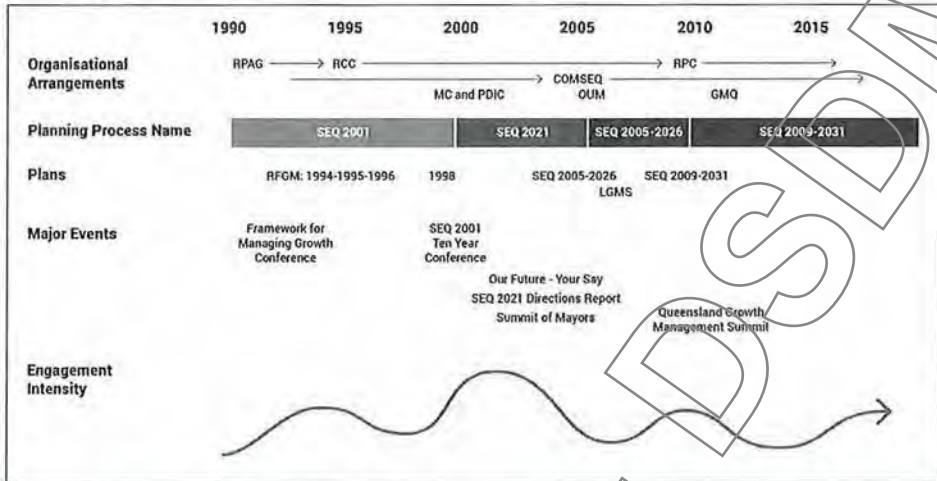 1990 1995 2000 2005 2010 2015
Organisational
Arrangements
RPAG RCC RPC
COMSEQ
MC and PDIC OUM GMQ
Planning Process Name SEQ 2001 SEQ 2021 SEQ 2005-2026 SEQ 2009-2031
Plans RFGM: 1994-1995-1996 1998 SEQ 2005-2026 SEQ 2009-2031
LGMS
Major Events
Framework for
Managing Growth
Conference
SEQ 2001
Ten Year
Conference
Our Future - Your Say
SEQ 2021 Directions Report
Summit of Mayors
Queensland Growth
Management Summit
Engagement
Intensity
DSDM